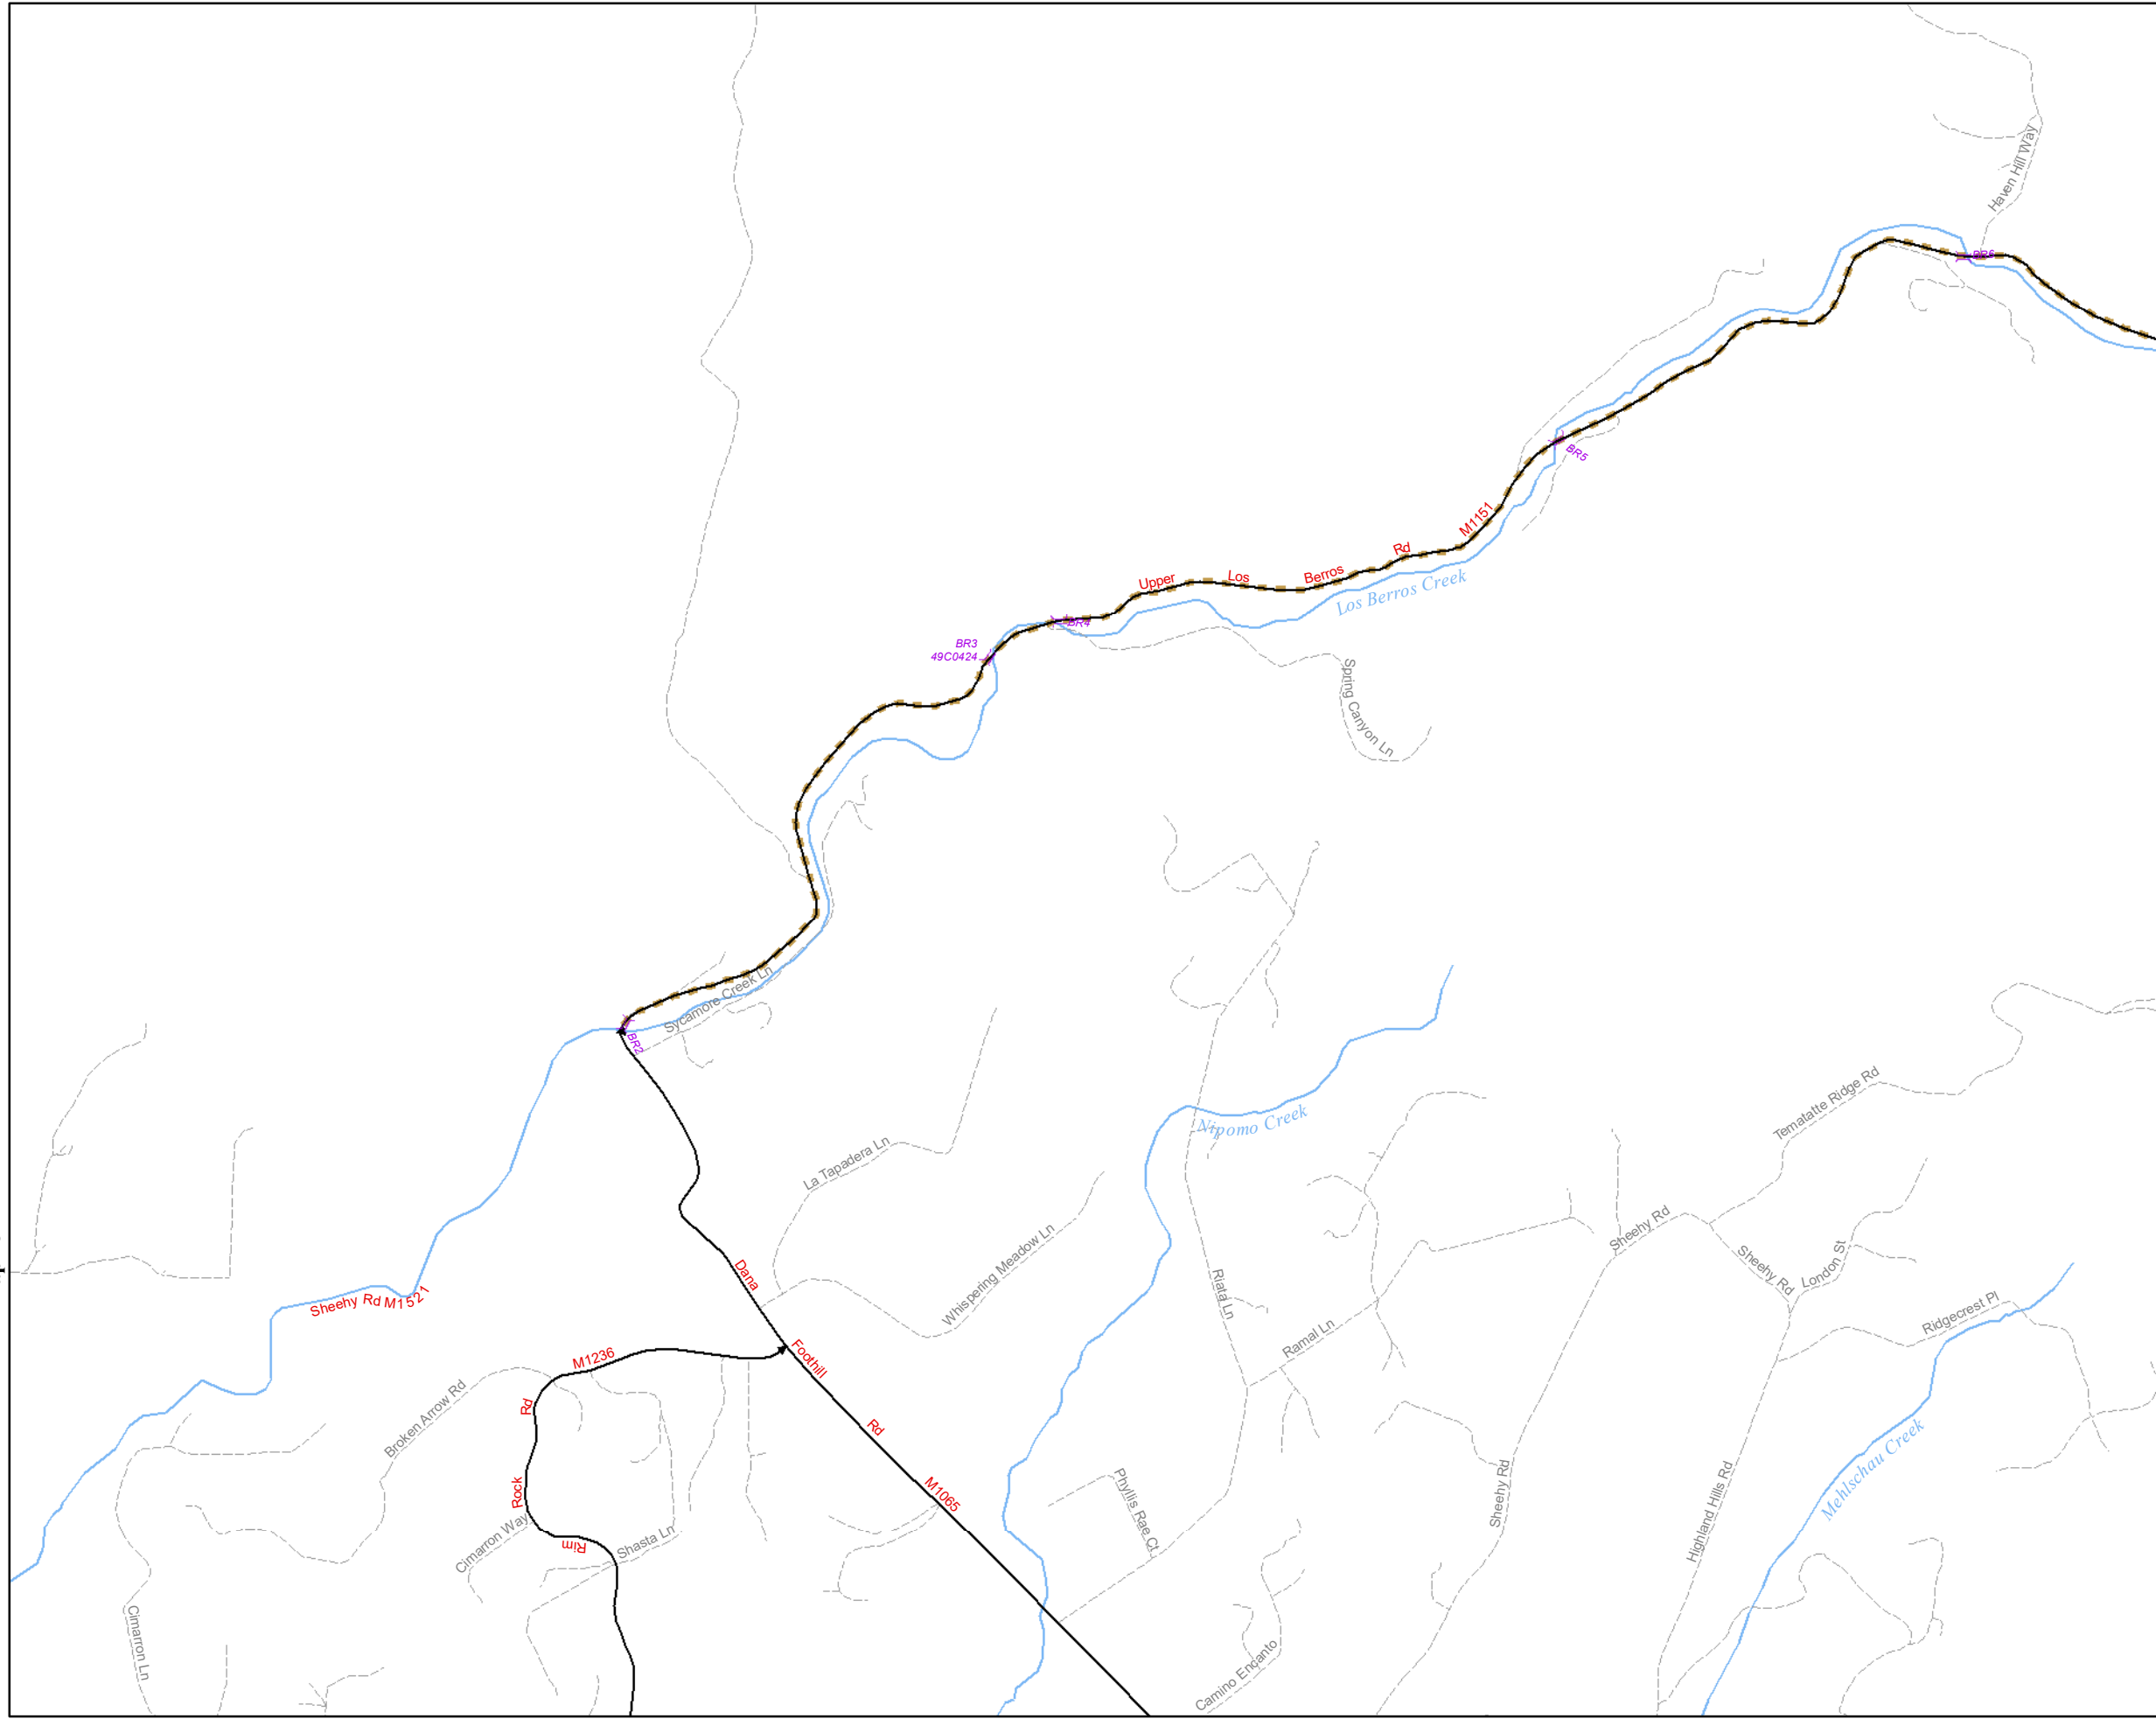 Haven Hill Way
BR6
BR5
M1151
Upper Los Berros Rd
Los Berros Creek
BR4
BR3
49C0424
Spring Canyon Ln
Sycamore Creek Ln
BR2
Nipomo Creek
Tematatte Ridge Rd
La Tapadera Ln
Whispering Meadow Ln
Sheehy Rd
Sheehy Rd
London St
Dana
Foothill
Rd
M1065
Riata Ln
Sheehy Rd M1521
Ramal Ln
Ridgecrest Pl
M1236
Rd
Rock
Rim
Broken Arrow Rd
Mehlschau Creek
Phyllis Rae Ct
Sheehy Rd
Highland Hills Rd
Cimarron Way
Shasta Ln
Cimarron Ln
Camino Encanto